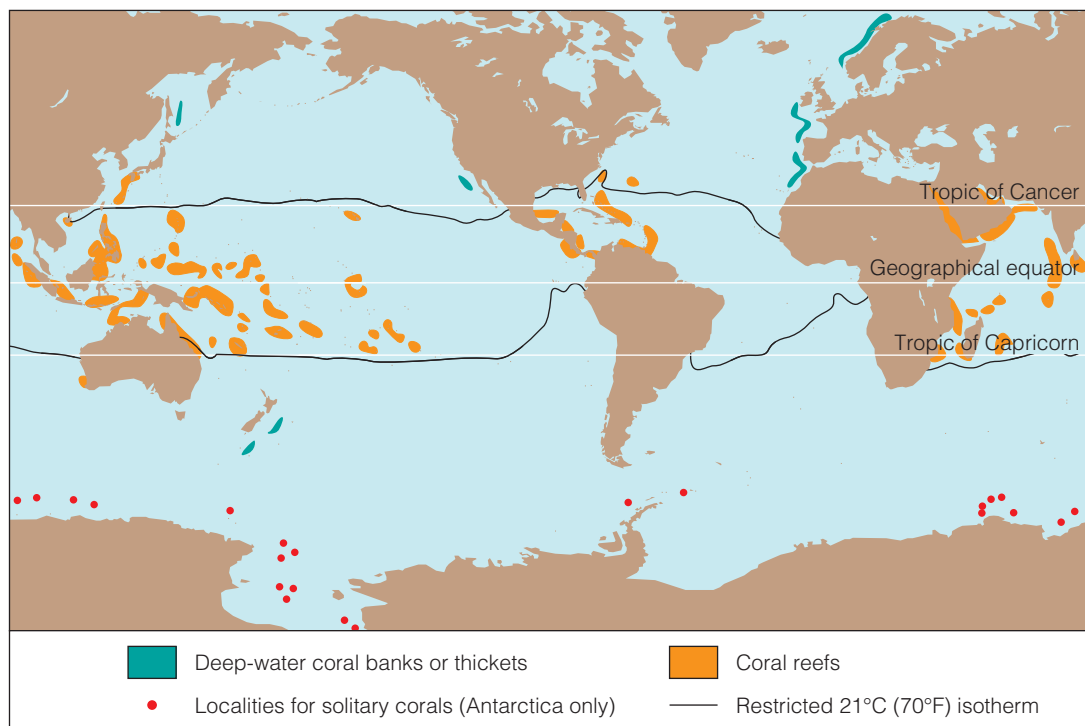 Tropic of Cancer
Geographical equator
Tropic of Capricorn
Deep-water coral banks or thickets
Coral reefs
Localities for solitary corals (Antarctica only)
Restricted 21°C (70°F) isotherm